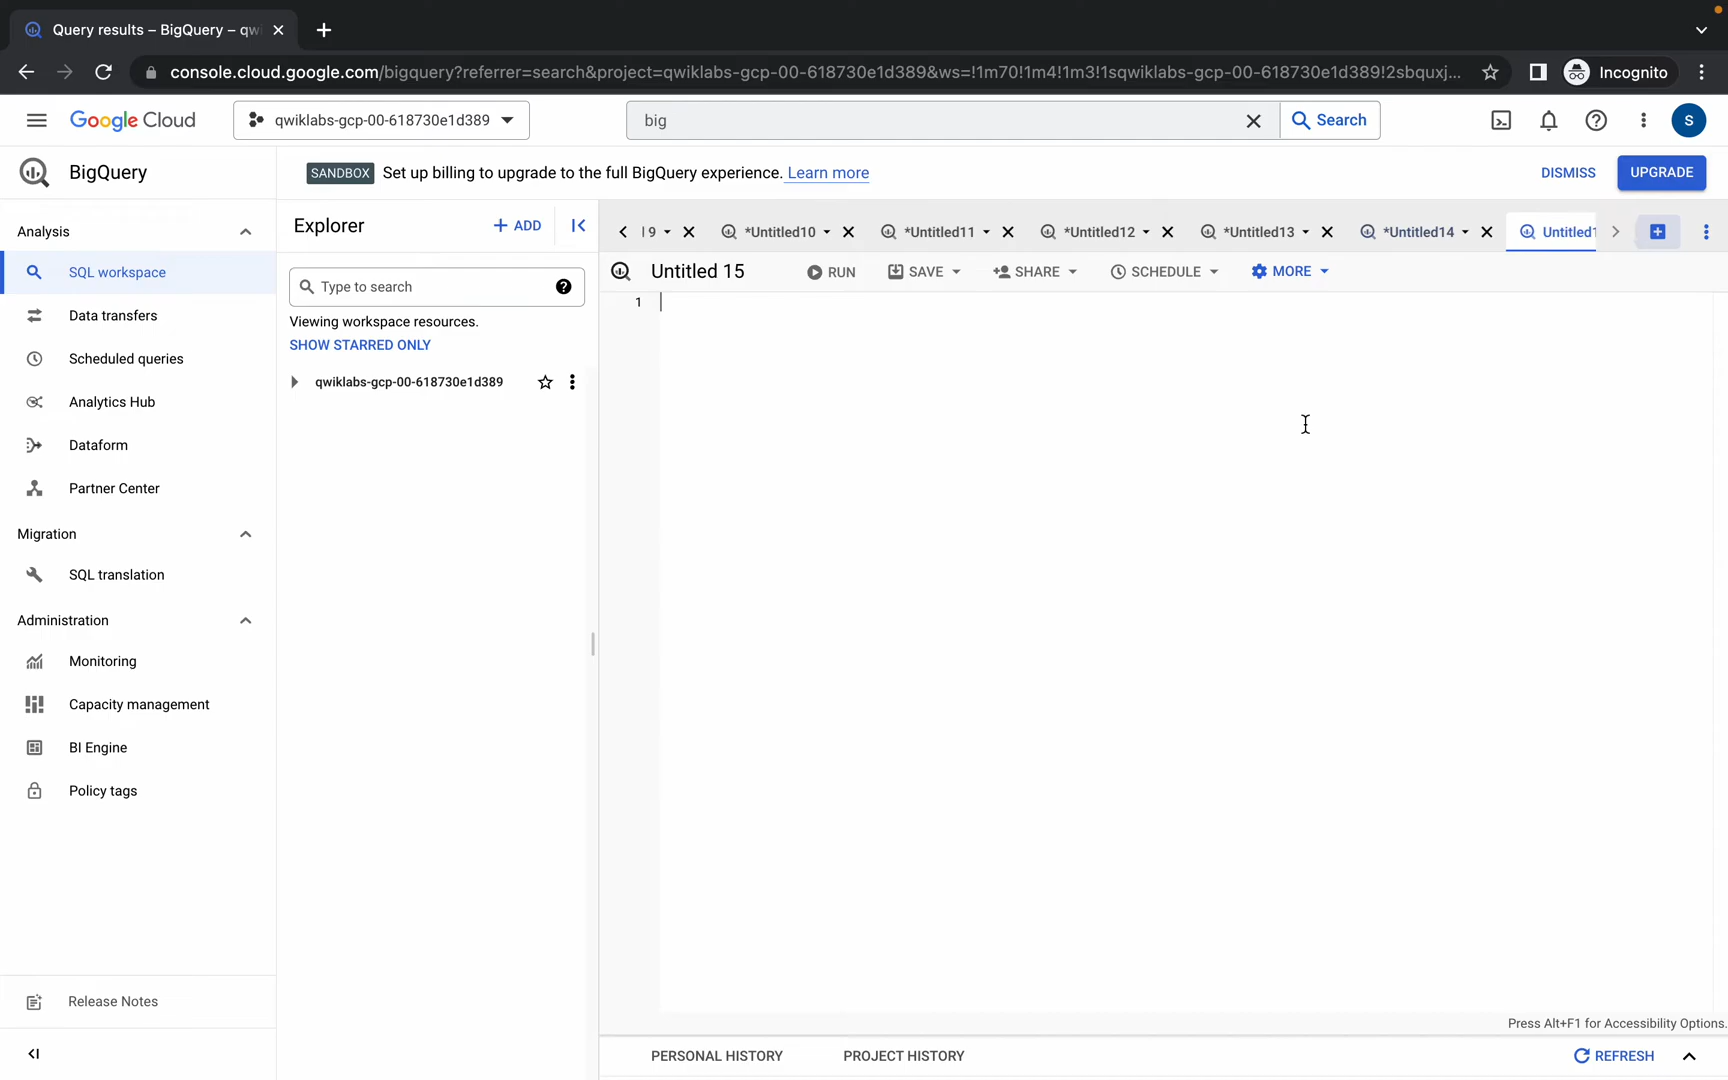 Query results – BigQuery – qwi
console.cloud.google.com/bigquery?referrer=search&project=qwiklabs-gcp-00-618730e1d389&ws=!1m70!1m4!1m3!1sqwiklabs-gcp-00-618730e1d389!2sbquxj...
Incognito
Google Cloud
qwiklabs-gcp-00-618730e1d389
big
Search
S
BigQuery
SANDBOX Set up billing to upgrade to the full BigQuery experience. Learn more
DISMISS
UPGRADE
Analysis
SQL workspace
Data transfers
Scheduled queries
Analytics Hub
Dataform
Partner Center
Migration
SQL translation
Administration
Monitoring
Capacity management
BI Engine
Policy tags
Release Notes
Explorer
+ ADD
Type to search
Viewing workspace resources.
SHOW STARRED ONLY
qwiklabs-gcp-00-618730e1d389
9
*Untitled10
*Untitled11
*Untitled12
*Untitled13
*Untitled14
Untitled1
Untitled 15
RUN
SAVE
SHARE
SCHEDULE
MORE
1
Press Alt+F1 for Accessibility Options.
PERSONAL HISTORY
PROJECT HISTORY
REFRESH